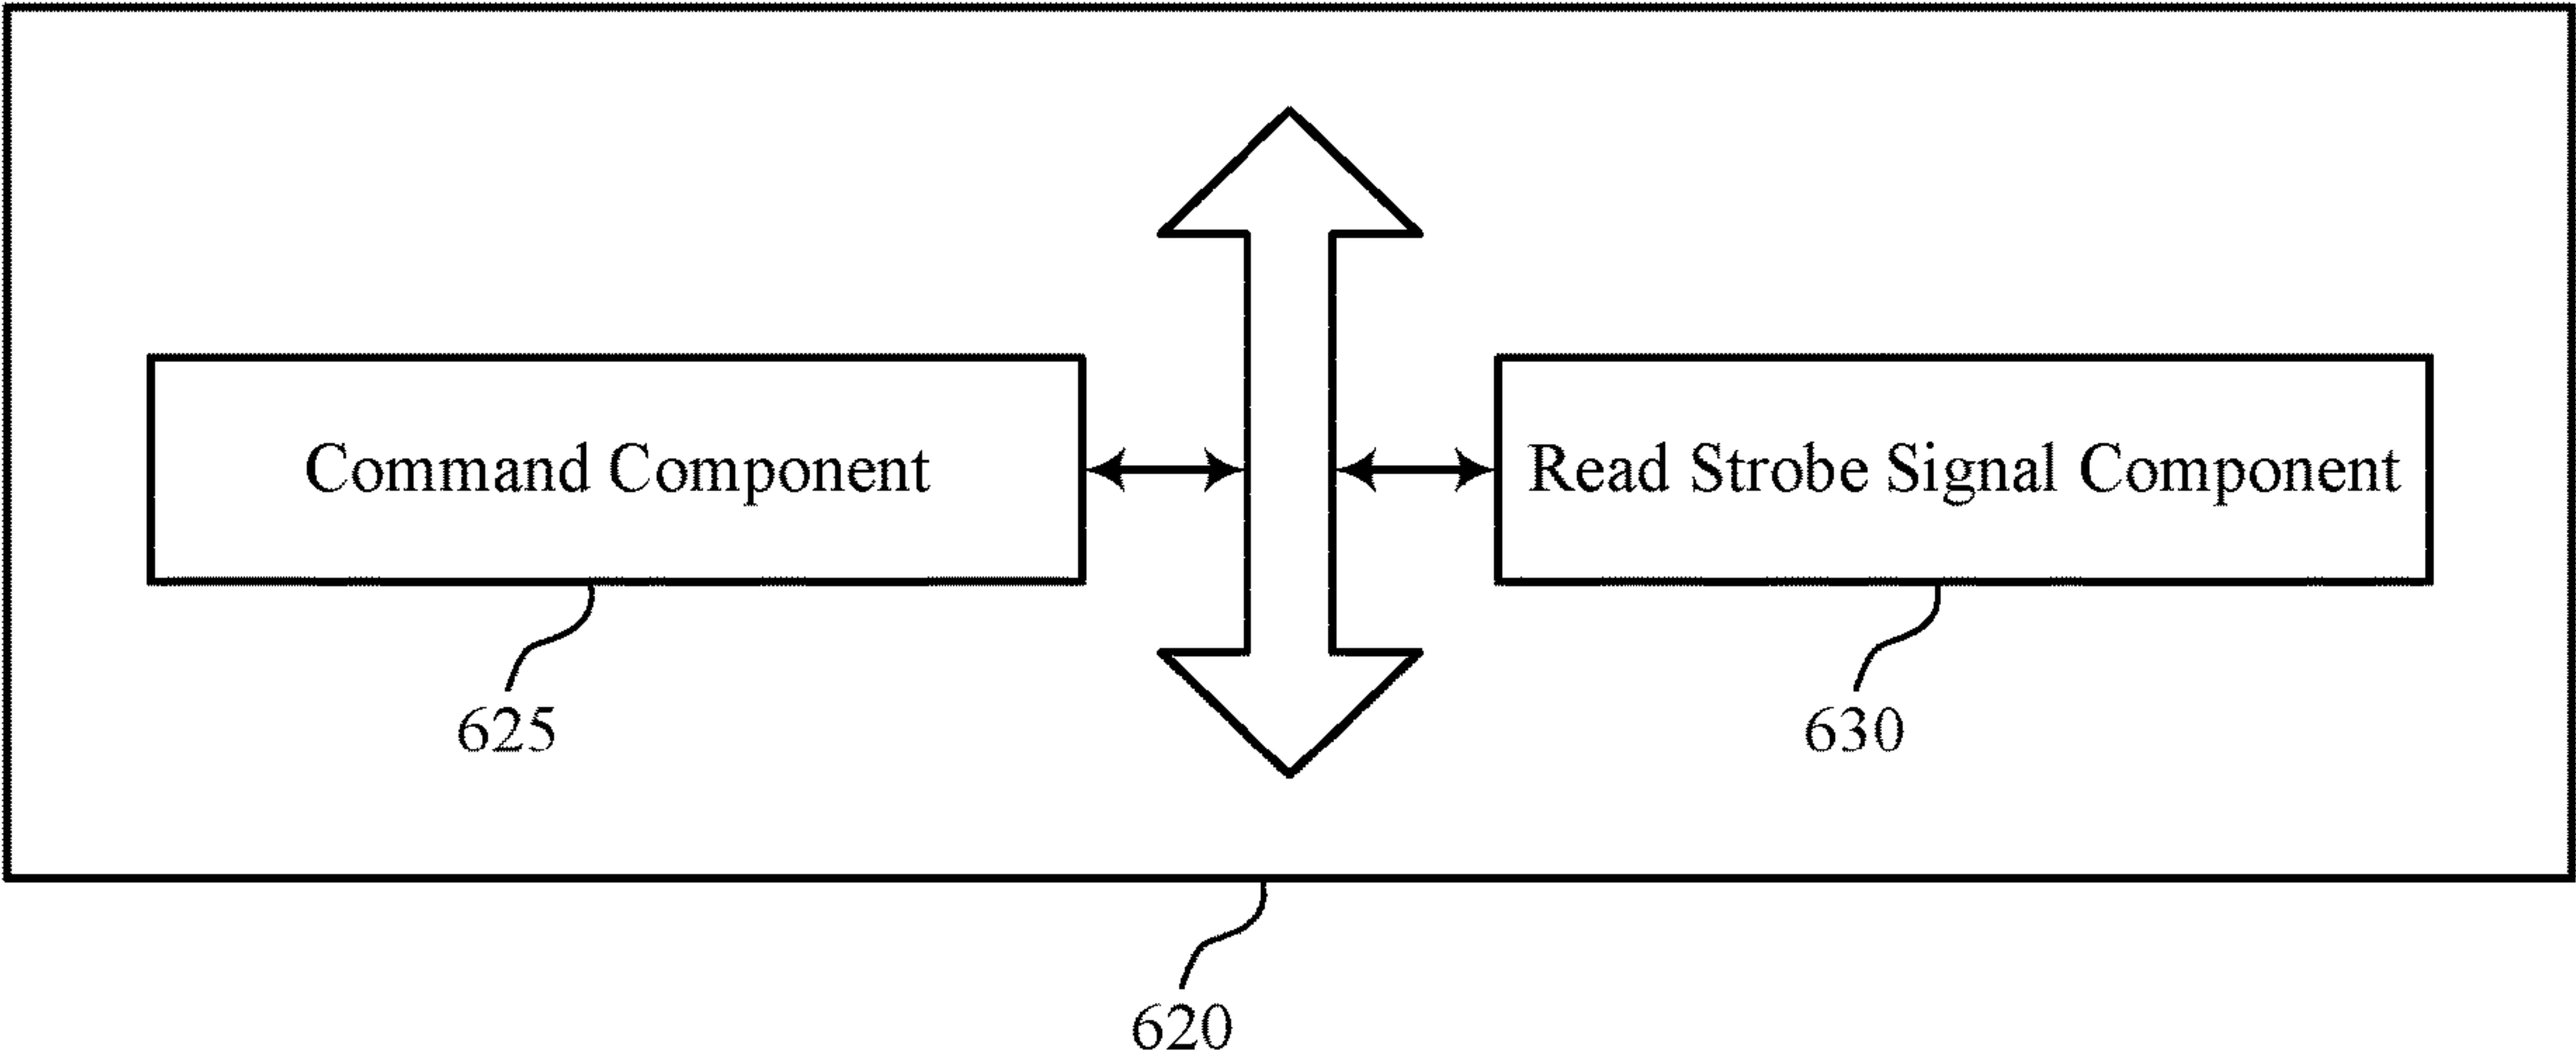 Command Component
Read Strobe Signal Component
625
630
620